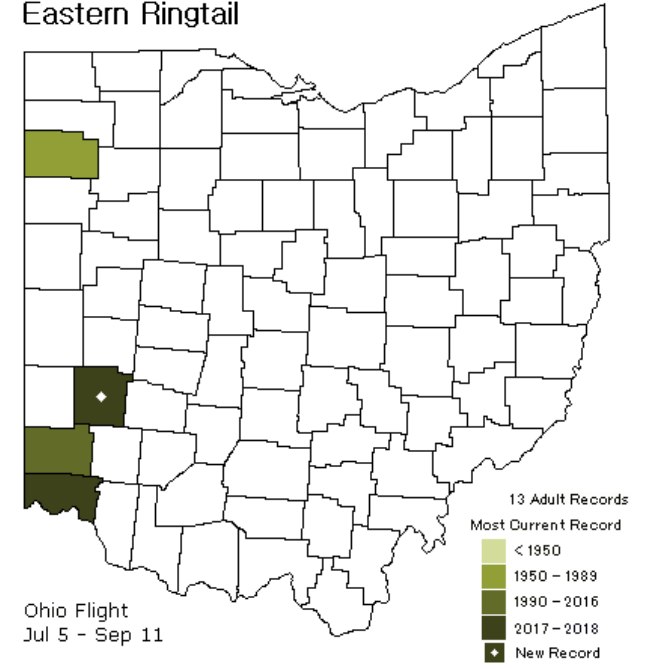 Eastern Ringtail
13 Adult Records
Most Current Record
< 1950
1950 – 1989
1990 – 2016
2017 – 2018
New Record
Ohio Flight
Jul 5 - Sep 11